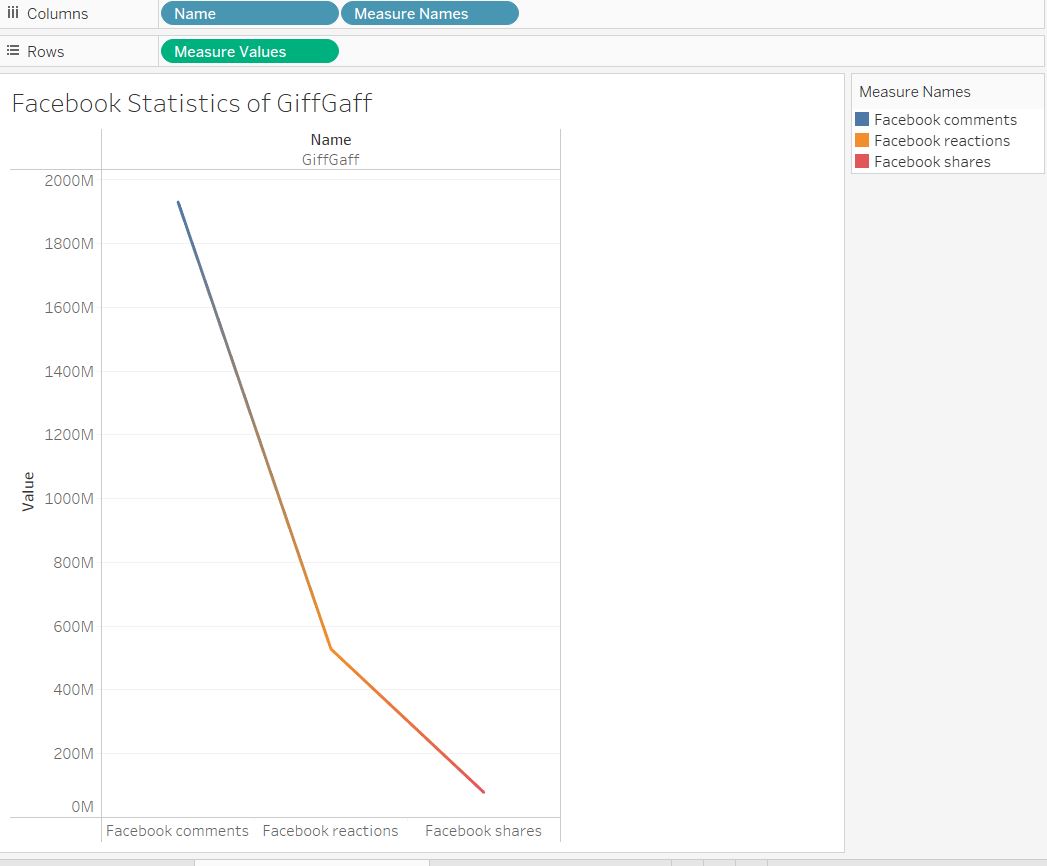 Columns
Name
Measure Names
Rows
Measure Values
Facebook Statistics of GiffGaff
Name
GiffGaff
2000M
1800M
1600M
1400M
1200M
1000M
800M
600M
400M
200M
0M
Value
Facebook comments
Facebook reactions
Facebook shares
Measure Names
Facebook comments
Facebook reactions
Facebook shares